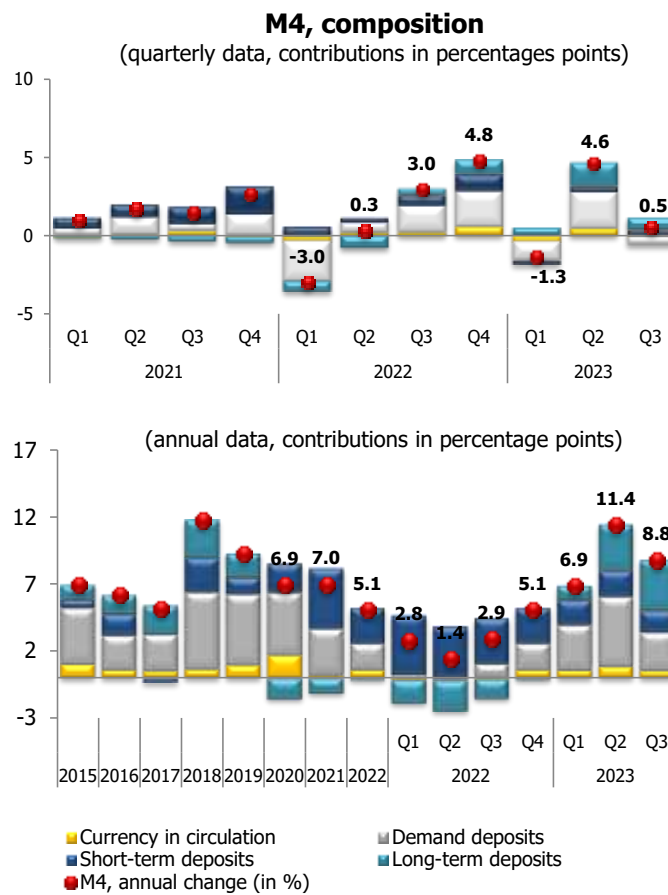 M4, composition
(quarterly data, contributions in percentages points)
10
5
0
-5
-3.0
0.3
3.0
4.8
-1.3
4.6
0.5
Q1 Q2 Q3 Q4 Q1 Q2 Q3 Q4 Q1 Q2 Q3
2021 2022 2023
(annual data, contributions in percentage points)
17
12
7
2
-3
6.9
7.0
5.1
2.8
1.4
2.9
5.1
6.9
11.4
8.8
Q1 Q2 Q3 Q4 Q1 Q2 Q3
2015 2016 2017 2018 2019 2020 2021 2022 2022 2023
Currency in circulation Demand deposits
Short-term deposits Long-term deposits
M4, annual change (in %)